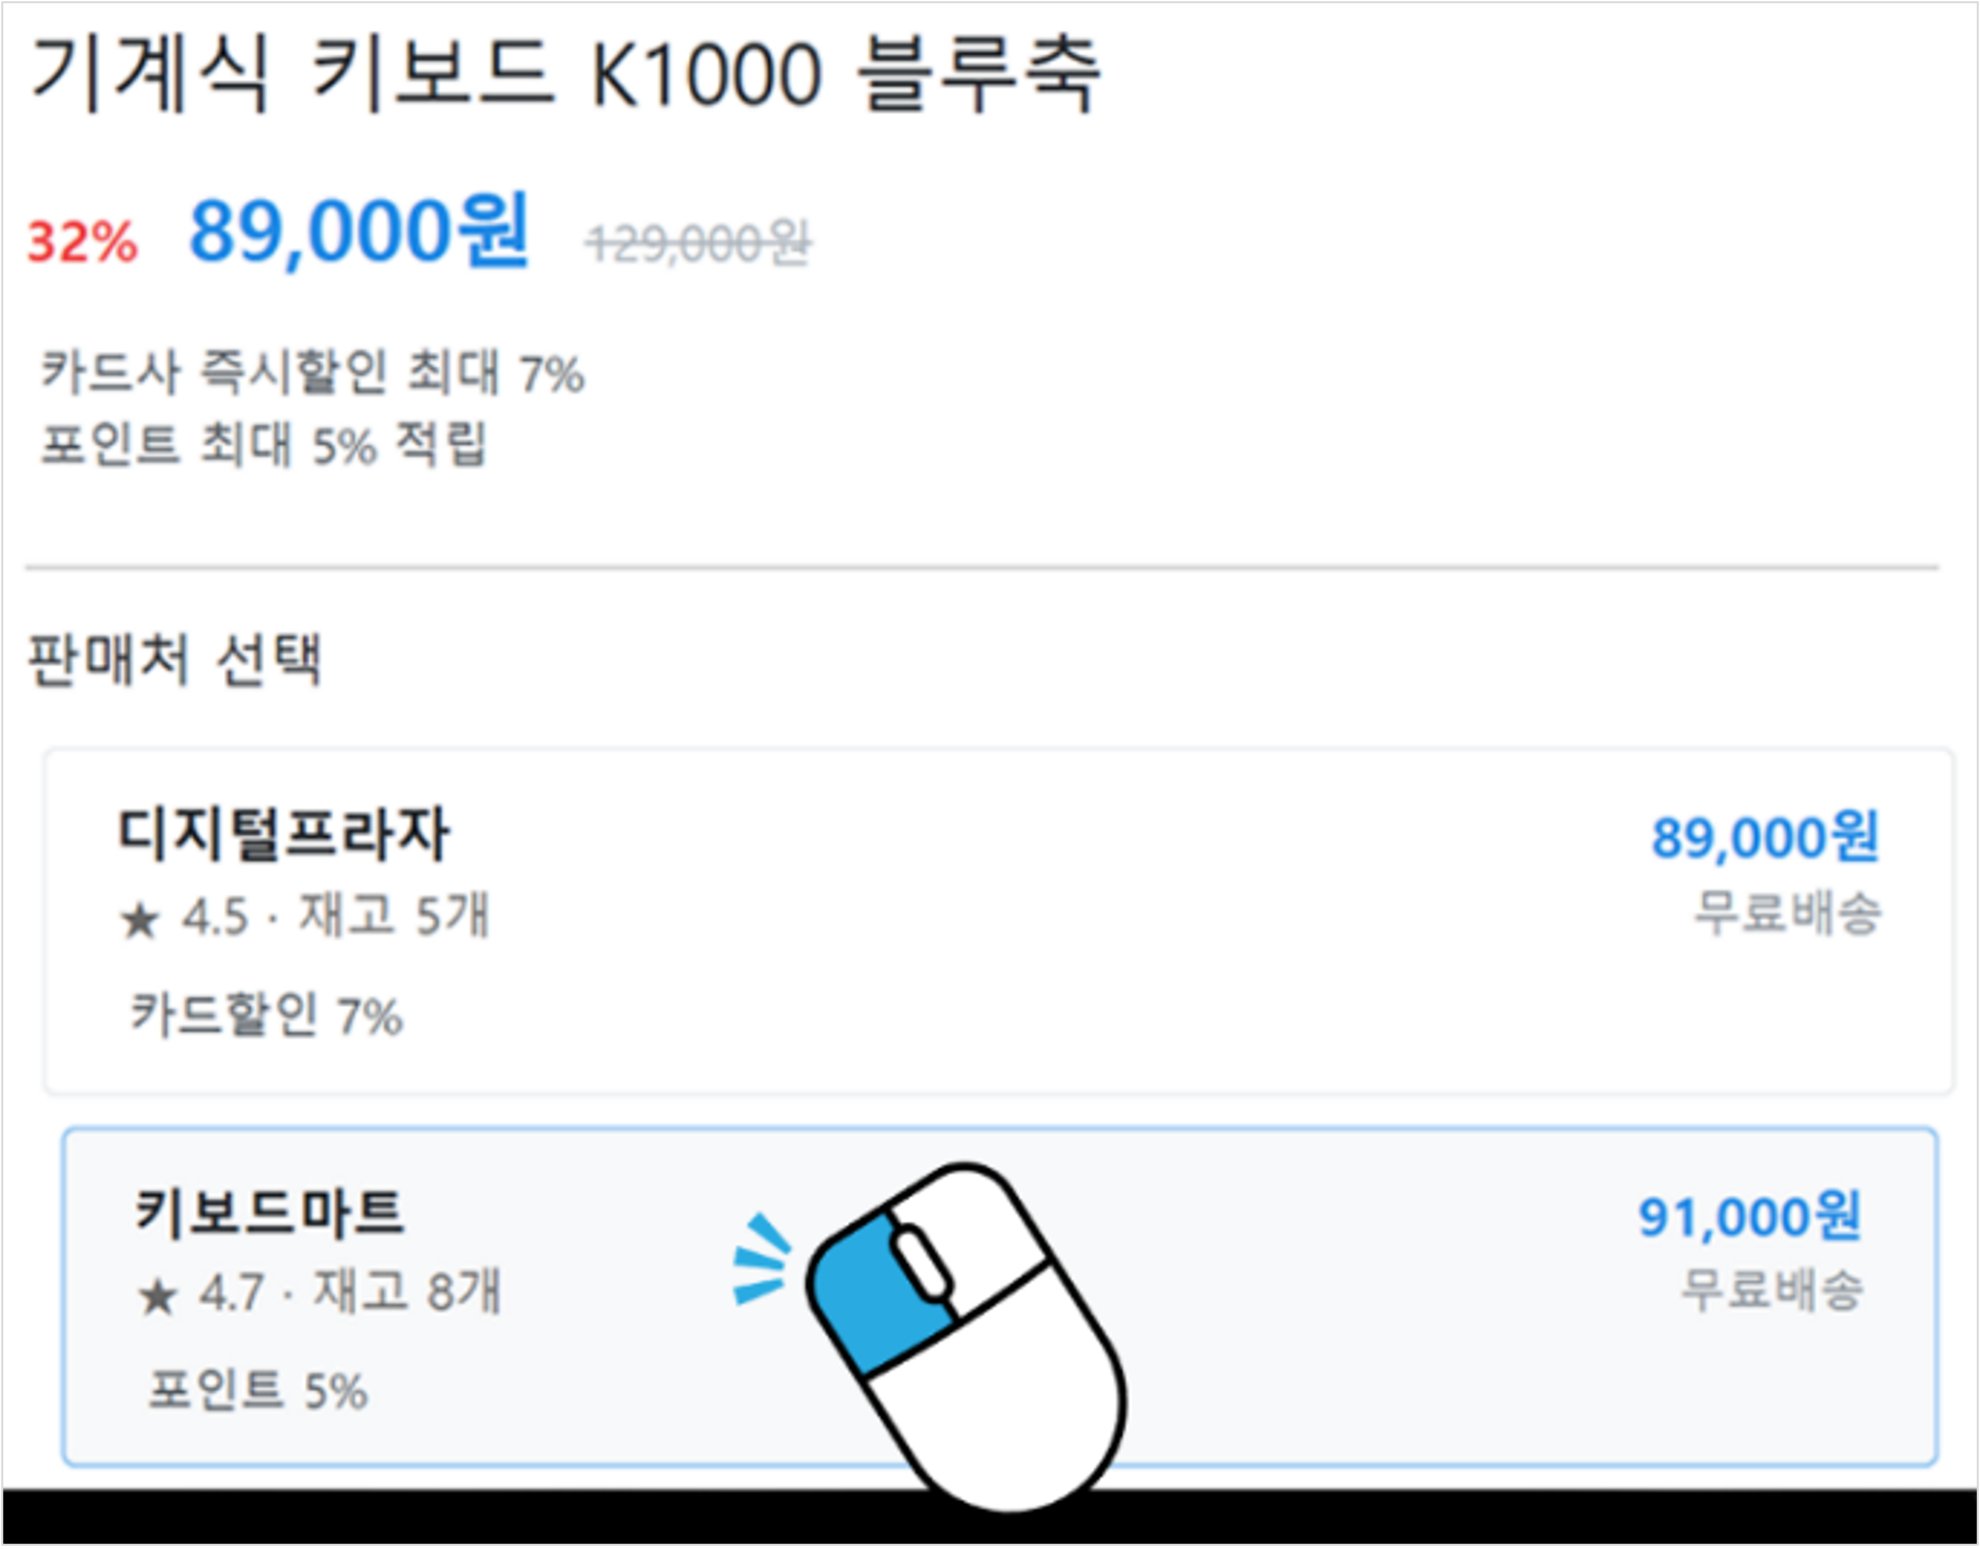 기계식 키보드 K1000 블루축
32% 89,000원 129,000원
카드사 즉시할인 최대 7%
포인트 최대 5% 적립
판매처 선택
디지털프라자 89,000원
★ 4.5 · 재고 5개 무료배송
카드할인 7%
키보드마트 91,000원
★ 4.7 · 재고 8개 무료배송
포인트 5%